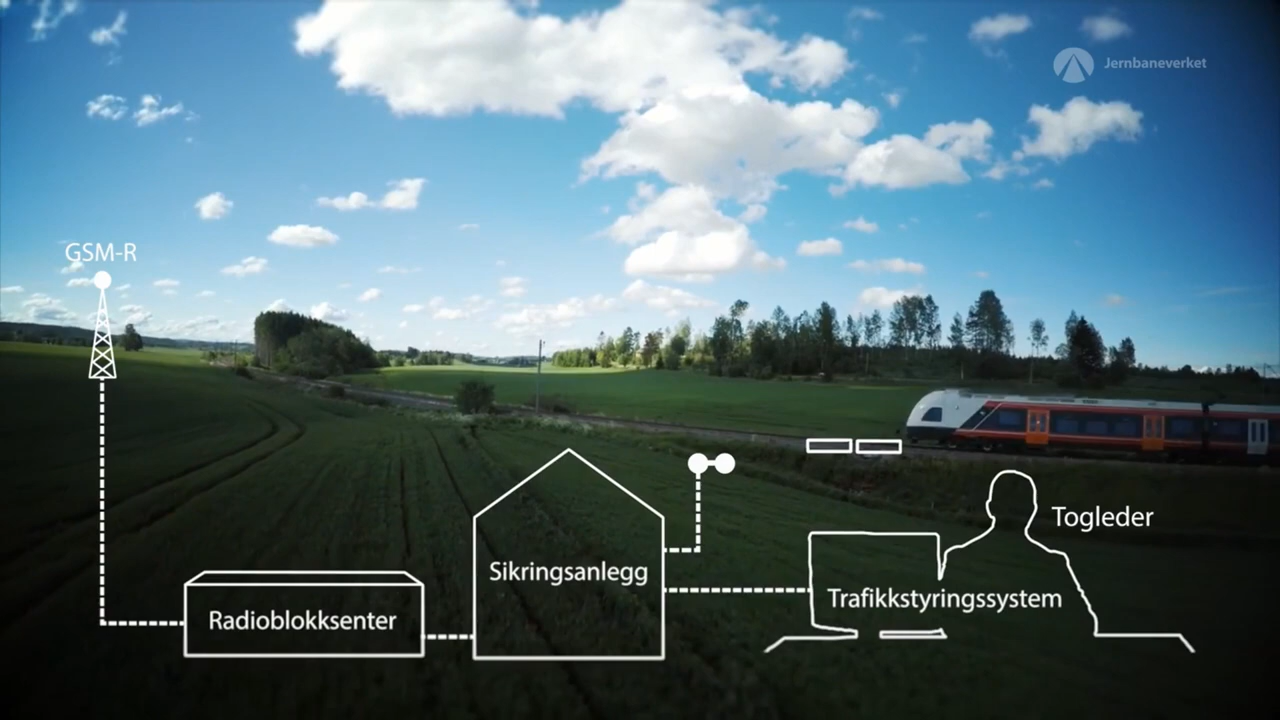 Jernbaneverket
GSM-R
Togleder
Sikringsanlegg
Trafikkstyringssystem
Radioblokksenter